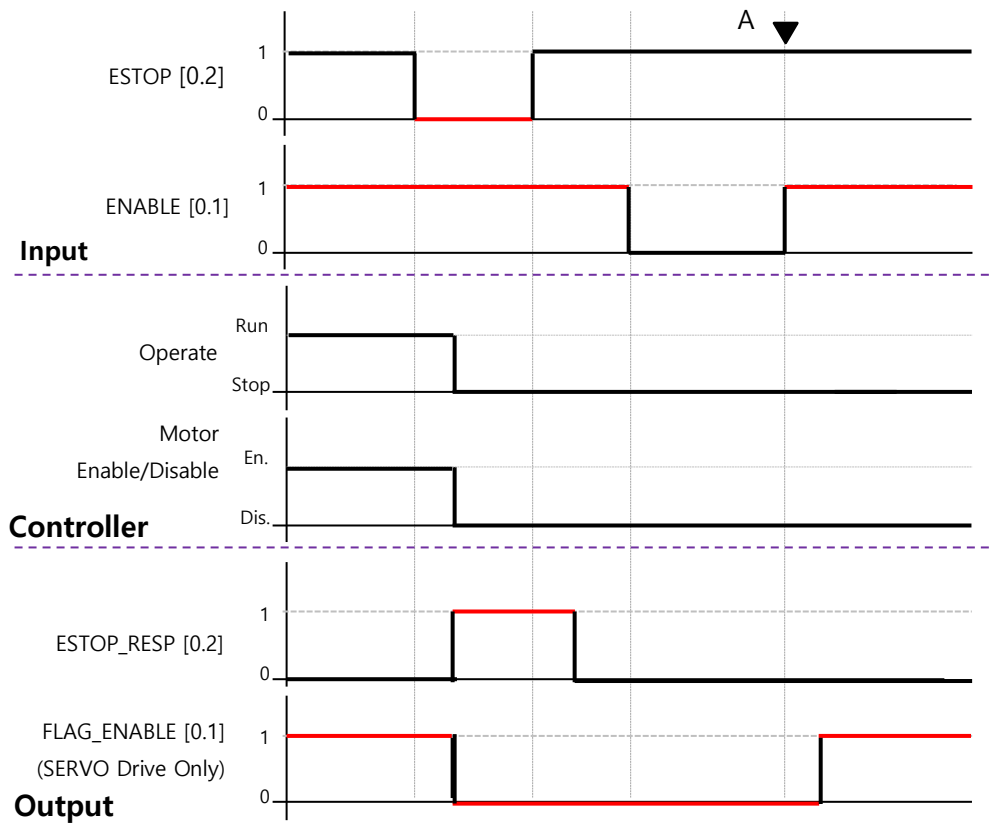 A
1
ESTOP [0.2]
0
1
ENABLE [0.1]
0
Input
Run
Operate
Stop
Motor
En.
Enable/Disable
Dis.
Controller
1
ESTOP_RESP [0.2]
0
FLAG_ENABLE [0.1]
1
(SERVO Drive Only)
0
Output